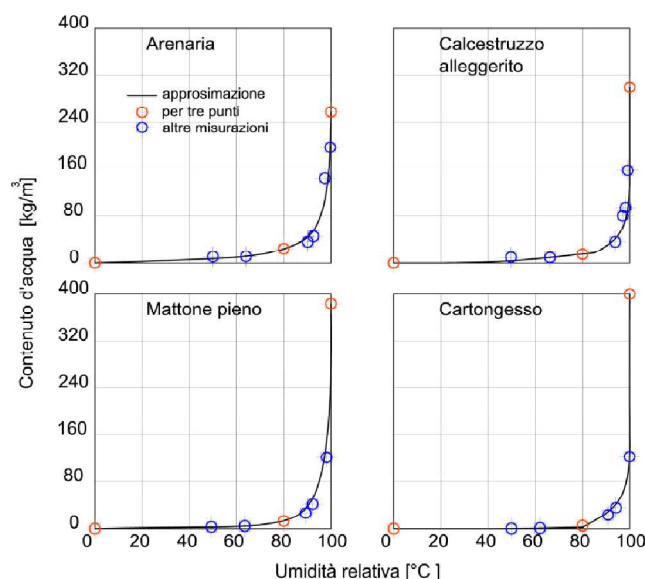 400
320
240
160
80
0
Arenaria
approssimazione
per tre punti
altre misurazioni
Calcestruzzo
alleggerito
Contenuto d'acqua [kg/m³]
400
320
240
160
80
0
Mattone pieno
Cartongesso
0 20 40 60 80 100
0 20 40 60 80 100
Umidità relativa [°C]